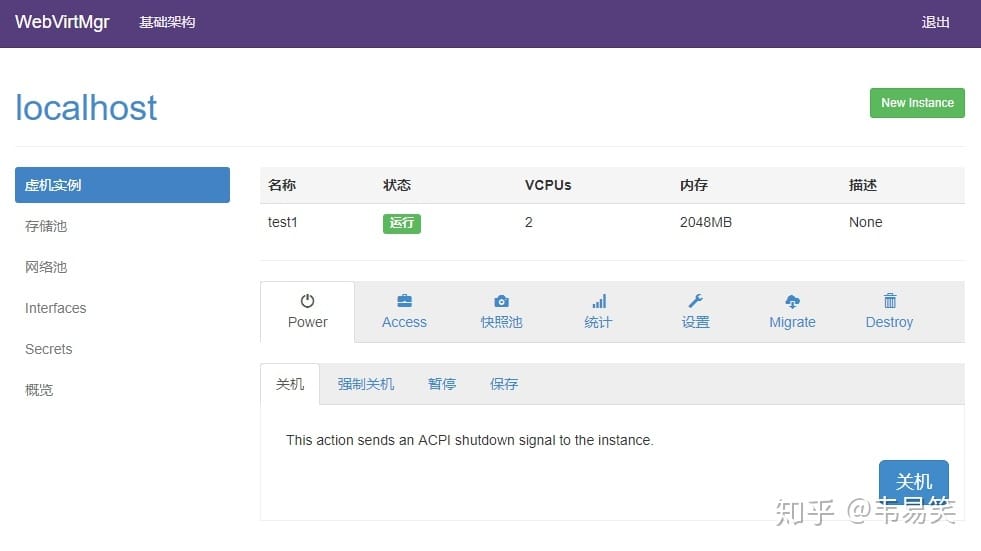 WebVirtMgr 基础架构 退出
localhost
New Instance
虚机实例
存储池
网络池
Interfaces
Secrets
概览
名称 状态 VCPUs 内存 描述
test1 运行 2 2048MB None
Power Access 快照池 统计 设置 Migrate Destroy
关机 强制关机 暂停 保存
This action sends an ACPI shutdown signal to the instance.
关机
知乎 @韦易笑